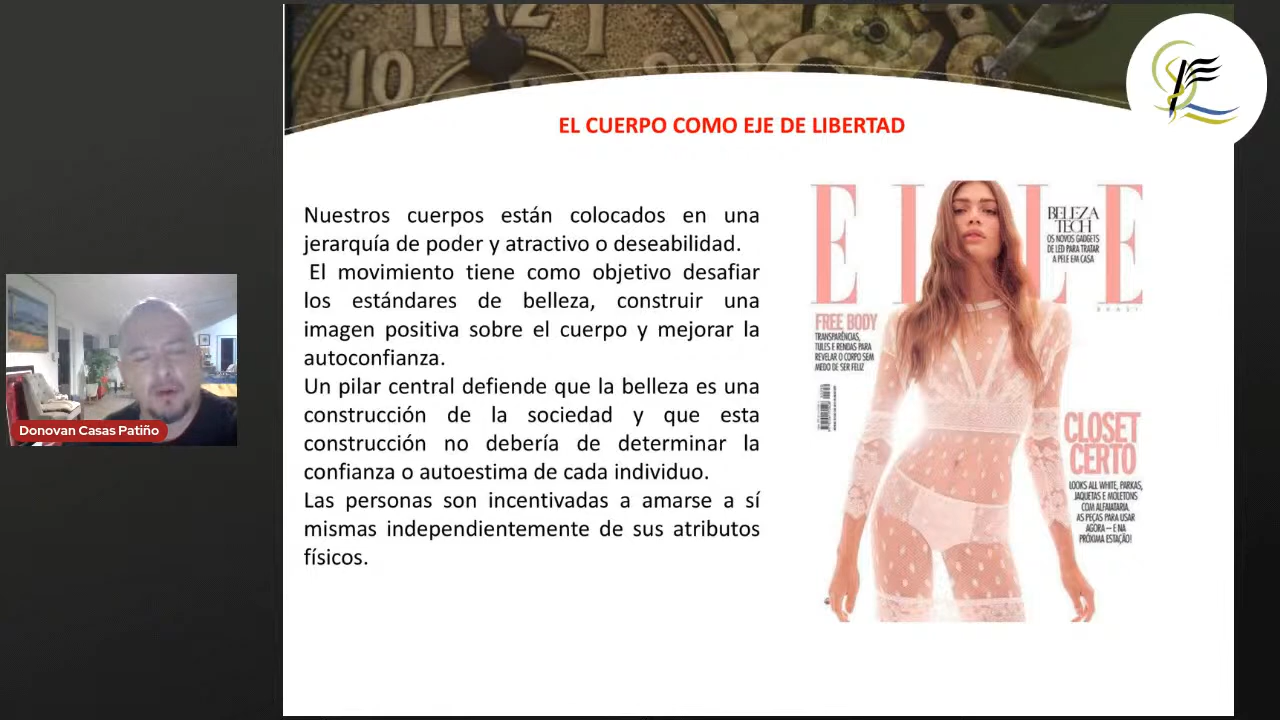 10
11
12
EL CUERPO COMO EJE DE LIBERTAD
Nuestros cuerpos están colocados en una
jerarquía de poder y atractivo o deseabilidad.
El movimiento tiene como objetivo desafiar
los estándares de belleza, construir una
imagen positiva sobre el cuerpo y mejorar la
autoconfianza.
Un pilar central defiende que la belleza es una
construcción de la sociedad y que esta
construcción no debería de determinar la
confianza o autoestima de cada individuo.
Las personas son incentivadas a amarse a sí
mismas independientemente de sus atributos
físicos.
Donovan Casas Patiño
ELLE
BRASIL
BELEZA
TECH
OS NOVOS GADGETS
DE LED PARA TRATAR
A PELE EM CASA
FREE BODY
TRANSPARÊNCIAS,
TULES E RENDAS PARA
REVELAR O CORPO SEM
MEDO DE SER FELIZ
CLOSET
CERTO
LOOKS ALL WHITE, PARKAS,
JAQUETAS E MOLETONS
COM ALFAIATARIA.
AS PEÇAS PARA USAR
AGORA – E NA
PRÓXIMA ESTAÇÃO!